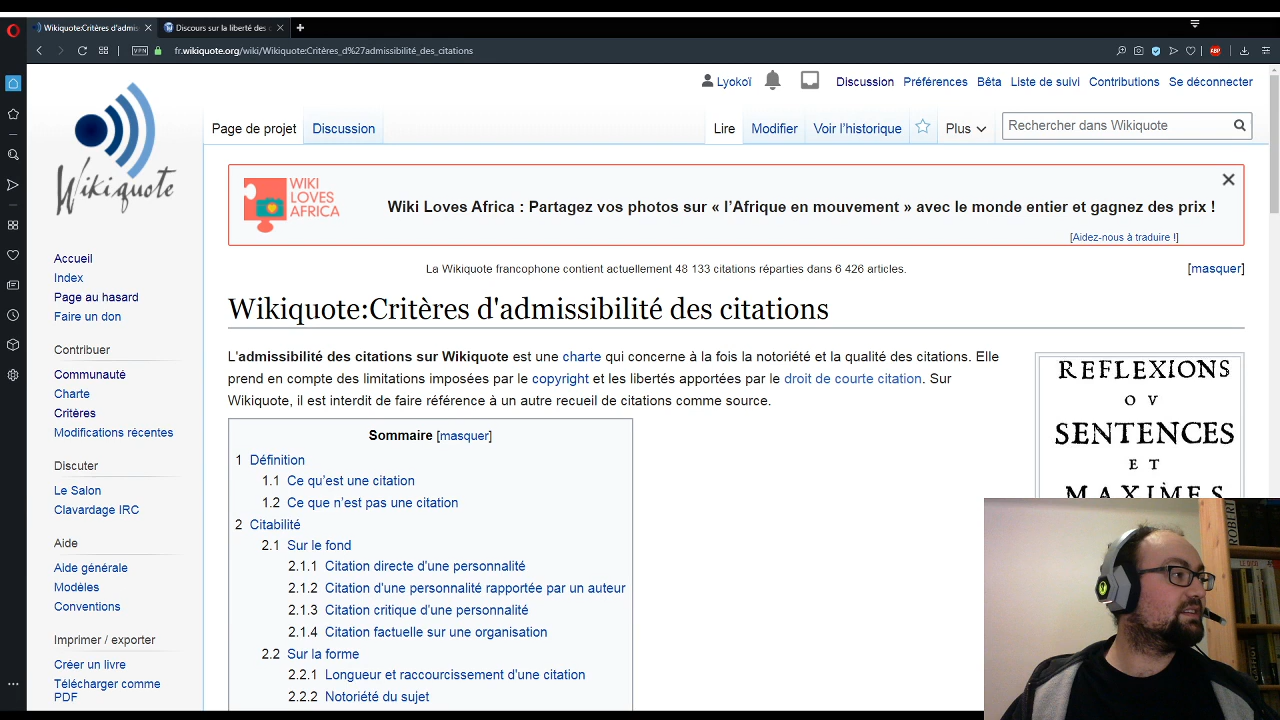 Wikiquote:Critères d'admis
Discours sur la liberté des
VPN
fr.wikiquote.org/wiki/Wikiquote:Critères_d%27admissibilité_des_citations
ABP
Lyokoï
Discussion
Préférences
Bêta
Liste de suivi
Contributions
Se déconnecter
Page de projet
Discussion
Lire
Modifier
Voir l'historique
Plus
Rechercher dans Wikiquote
Wikiquote
WIKI
LOVES
AFRICA
Wiki Loves Africa : Partagez vos photos sur « l'Afrique en mouvement » avec le monde entier et gagnez des prix !
[Aidez-nous à traduire !]
La Wikiquote francophone contient actuellement 48 133 citations réparties dans 6 426 articles.
[masquer]
Wikiquote:Critères d'admissibilité des citations
L'admissibilité des citations sur Wikiquote est une charte qui concerne à la fois la notoriété et la qualité des citations. Elle
prend en compte des limitations imposées par le copyright et les libertés apportées par le droit de courte citation. Sur
Wikiquote, il est interdit de faire référence à un autre recueil de citations comme source.
Sommaire [masquer]
1 Définition
1.1 Ce qu'est une citation
1.2 Ce que n'est pas une citation
2 Citabilité
2.1 Sur le fond
2.1.1 Citation directe d'une personnalité
2.1.2 Citation d'une personnalité rapportée par un auteur
2.1.3 Citation critique d'une personnalité
2.1.4 Citation factuelle sur une organisation
2.2 Sur la forme
2.2.1 Longueur et raccourcissement d'une citation
2.2.2 Notoriété du sujet
REFLEXIONS
OV
SENTENCES
ET
MAXIMES
Accueil
Index
Page au hasard
Faire un don
Contribuer
Communauté
Charte
Critères
Modifications récentes
Discuter
Le Salon
Clavardage IRC
Aide
Aide générale
Modèles
Conventions
Imprimer / exporter
Créer un livre
Télécharger comme
PDF